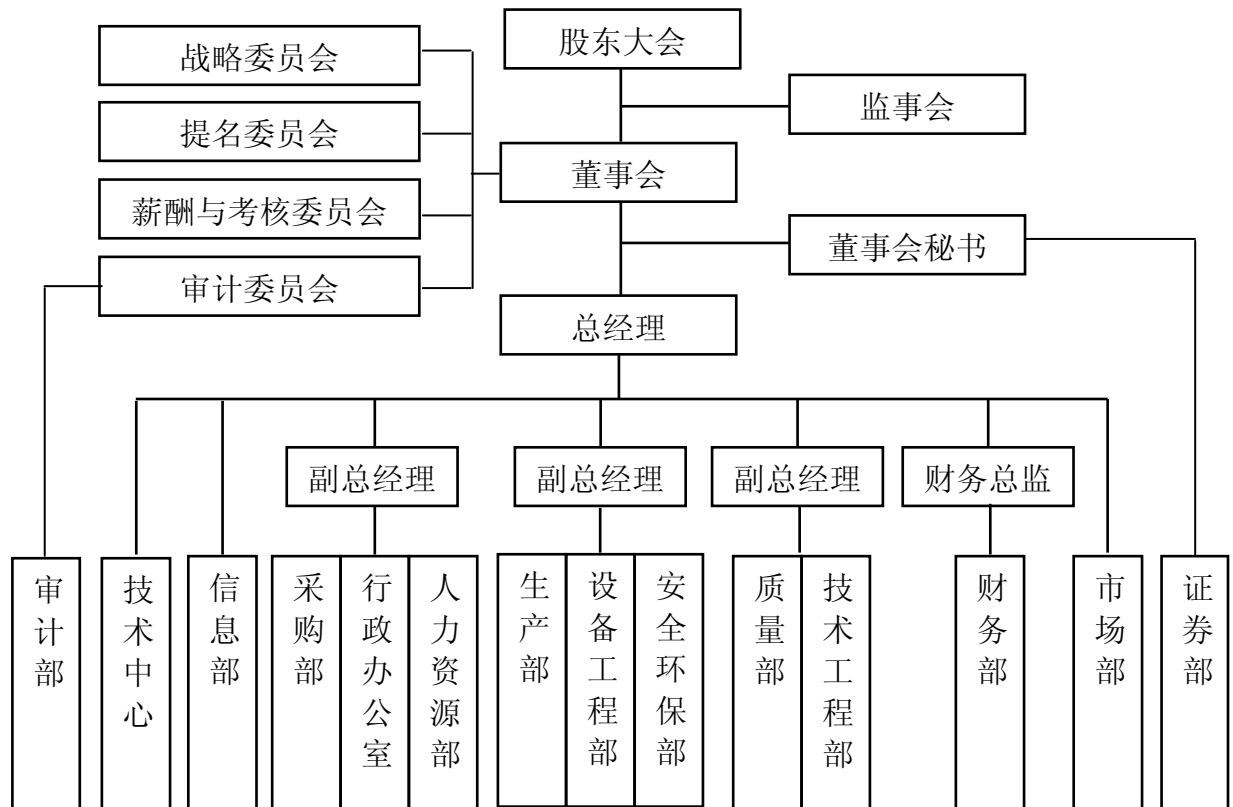 股东大会
战略委员会
监事会
提名委员会
董事会
薪酬与考核委员会
董事会秘书
审计委员会
总经理
副总经理
副总经理
副总经理
财务总监
审计部
技术中心
信息部
采购部
行政办公室
人力资源部
生产部
设备工程部
安全环保部
质量部
技术工程部
财务部
市场部
证券部